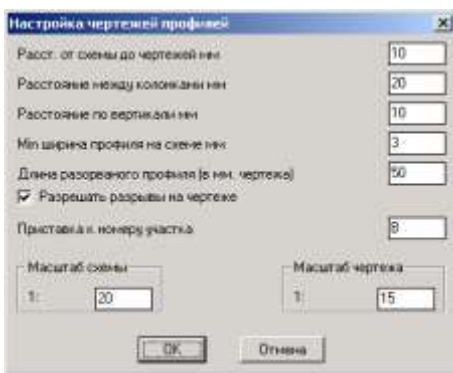 Настройка чертежей профилей
Расст. от схемы до чертежей мм 10
Расстояние между колонками мм 20
Расстояние по вертикали мм 10
Min ширина профиля на схеме мм 3
Длина разорваного профиля (в мм. чертежа) 50
Разрешать разрывы на чертеже
Приставка к номеру участка 8
Масштаб схемы Масштаб чертежа
1: 20 1: 15
OK Отмена